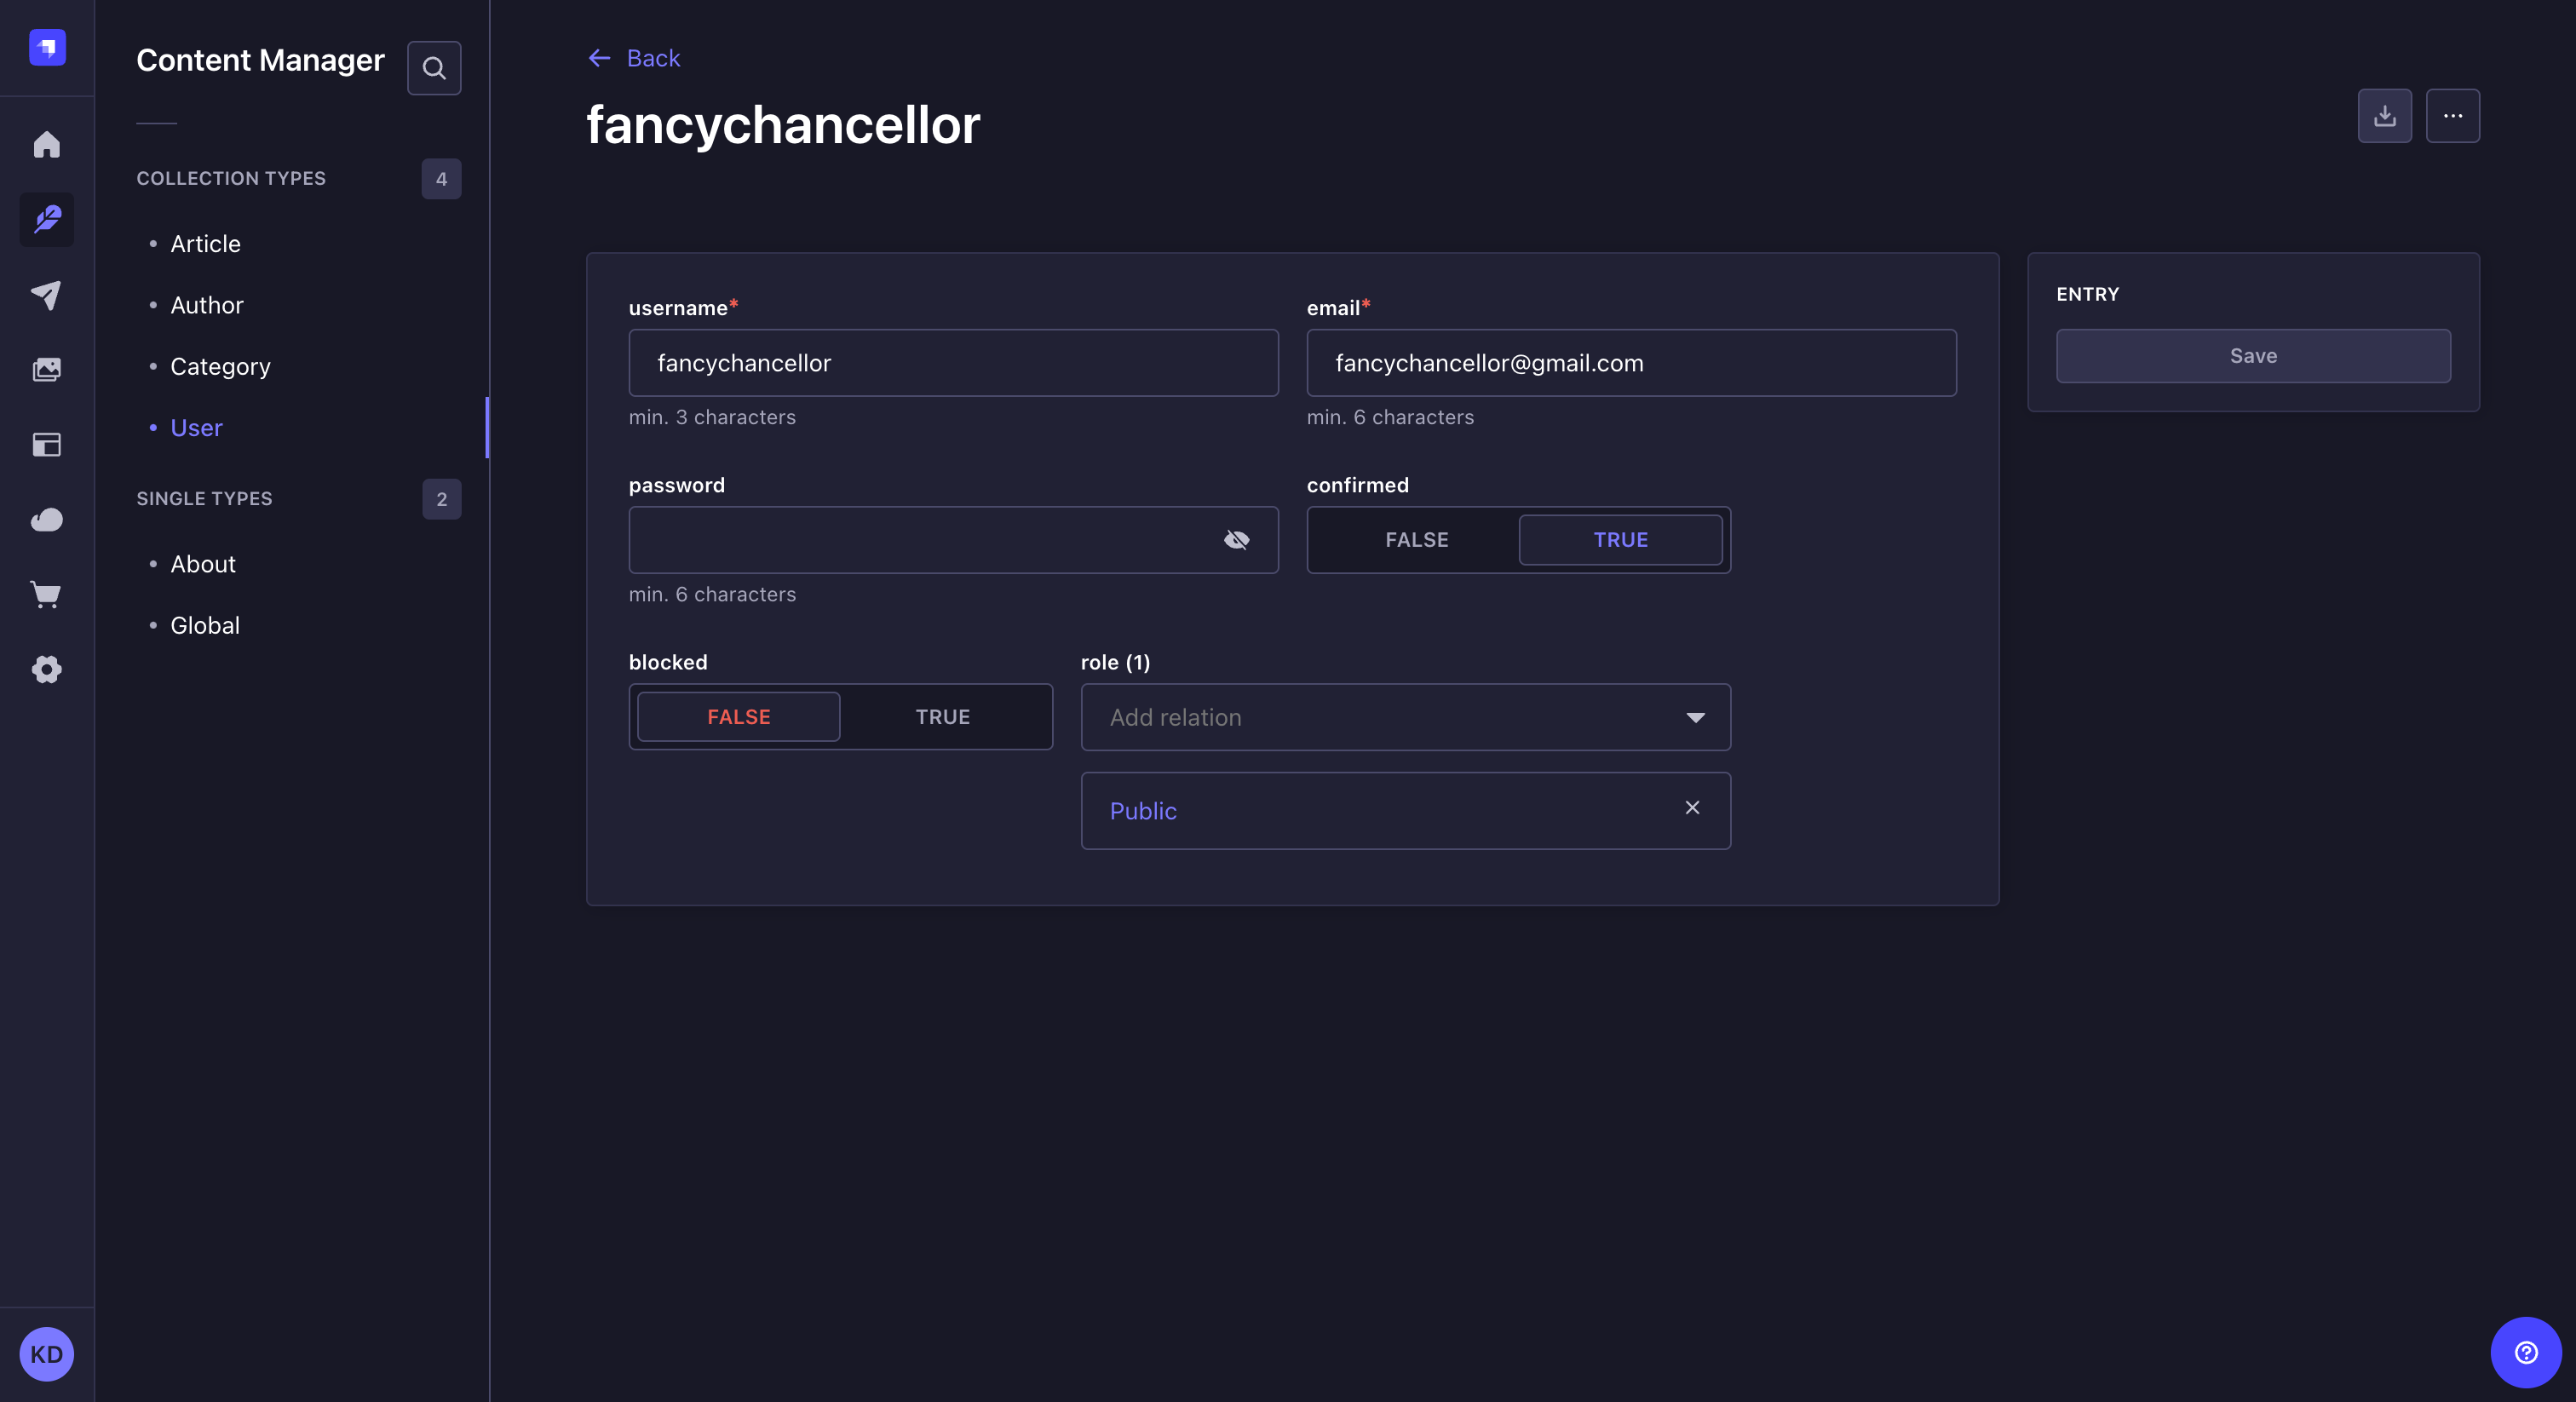 Content Manager
COLLECTION TYPES
4
Article
Author
Category
User
SINGLE TYPES
2
About
Global
KD
Back
fancychancellor
username*
fancychancellor
min. 3 characters
email*
fancychancellor@gmail.com
min. 6 characters
password
min. 6 characters
confirmed
FALSE
TRUE
blocked
FALSE
TRUE
role (1)
Add relation
Public
ENTRY
Save